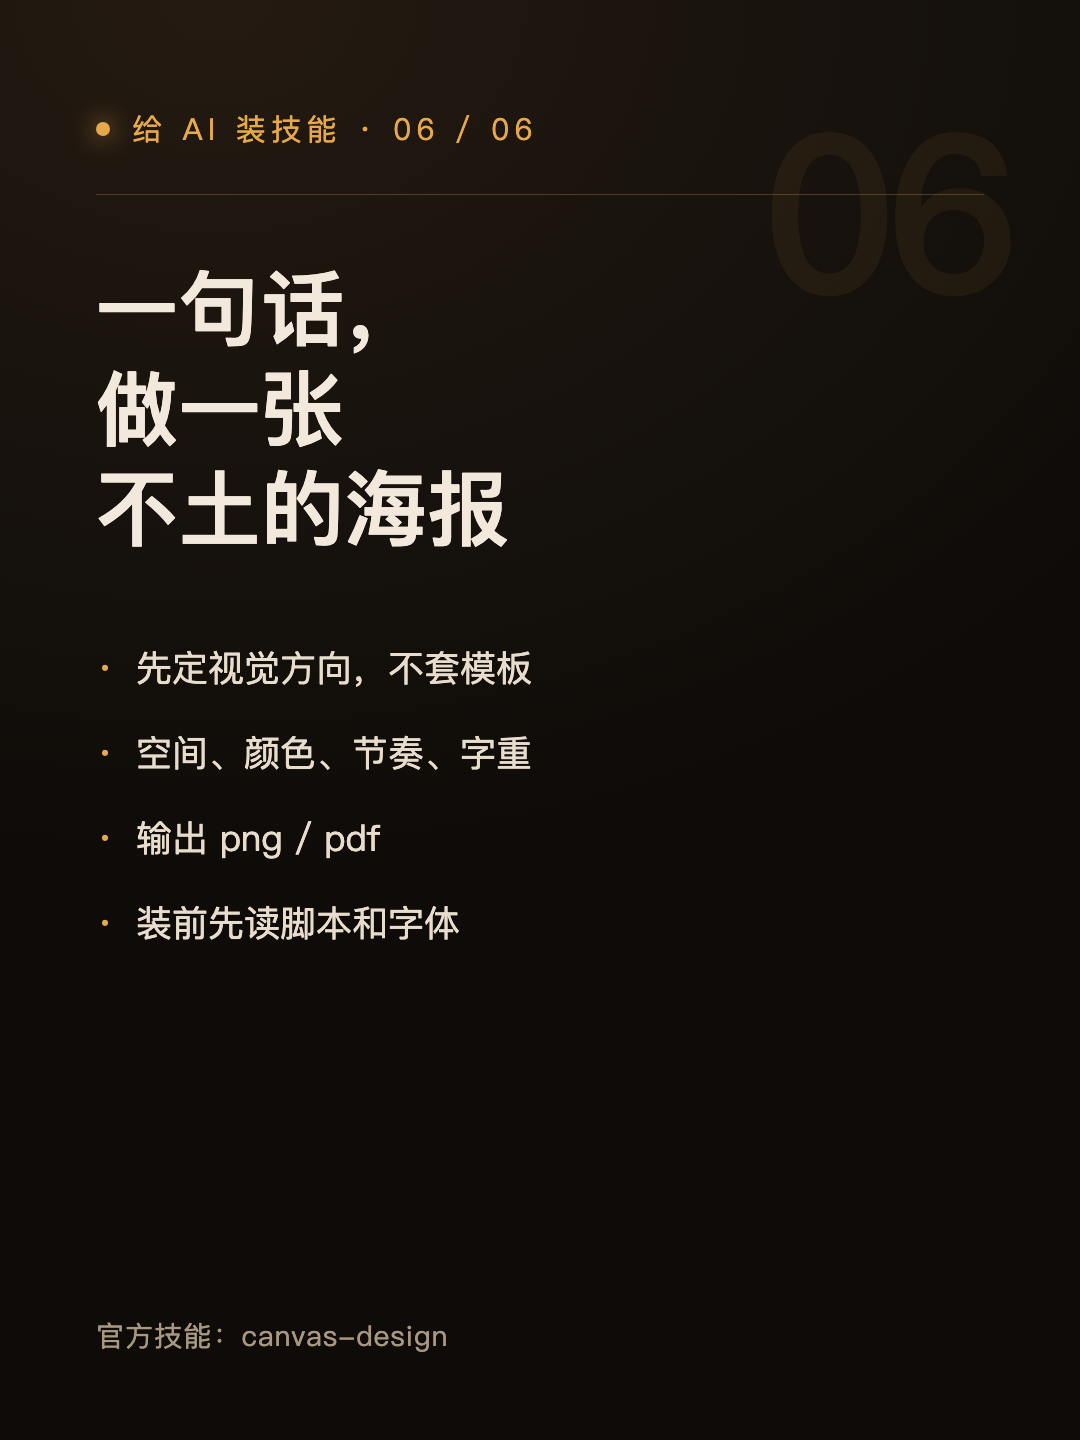 给 AI 装技能 · 06 / 06
06
一句话，
做一张
不土的海报
· 先定视觉方向，不套模板
· 空间、颜色、节奏、字重
· 输出 png / pdf
· 装前先读脚本和字体
官方技能：canvas-design